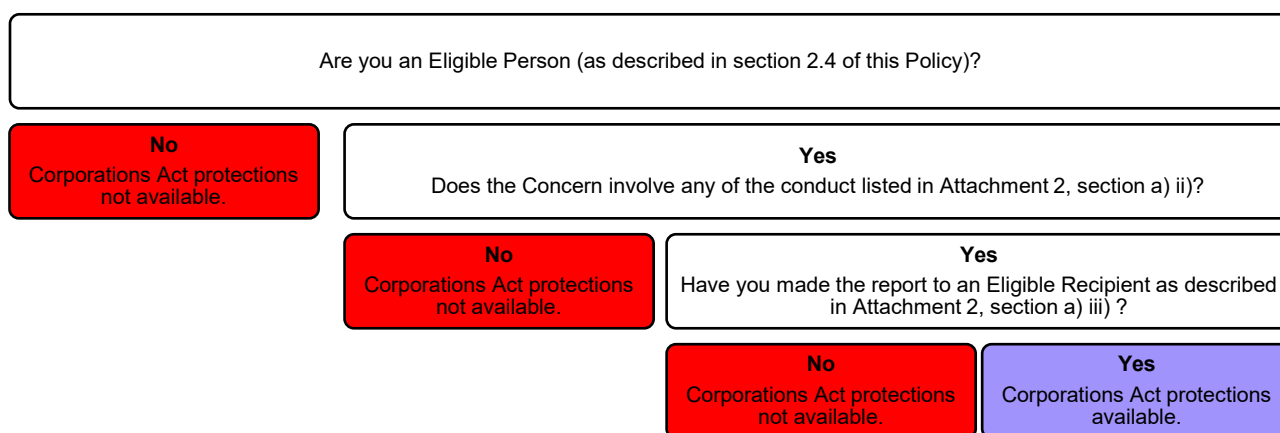 Are you an Eligible Person (as described in section 2.4 of this Policy)?
No
Corporations Act protections
not available.
Yes
Does the Concern involve any of the conduct listed in Attachment 2, section a) ii)?
No
Corporations Act protections
not available.
Yes
Have you made the report to an Eligible Recipient as described
in Attachment 2, section a) iii) ?
No
Corporations Act protections
not available.
Yes
Corporations Act protections
available.